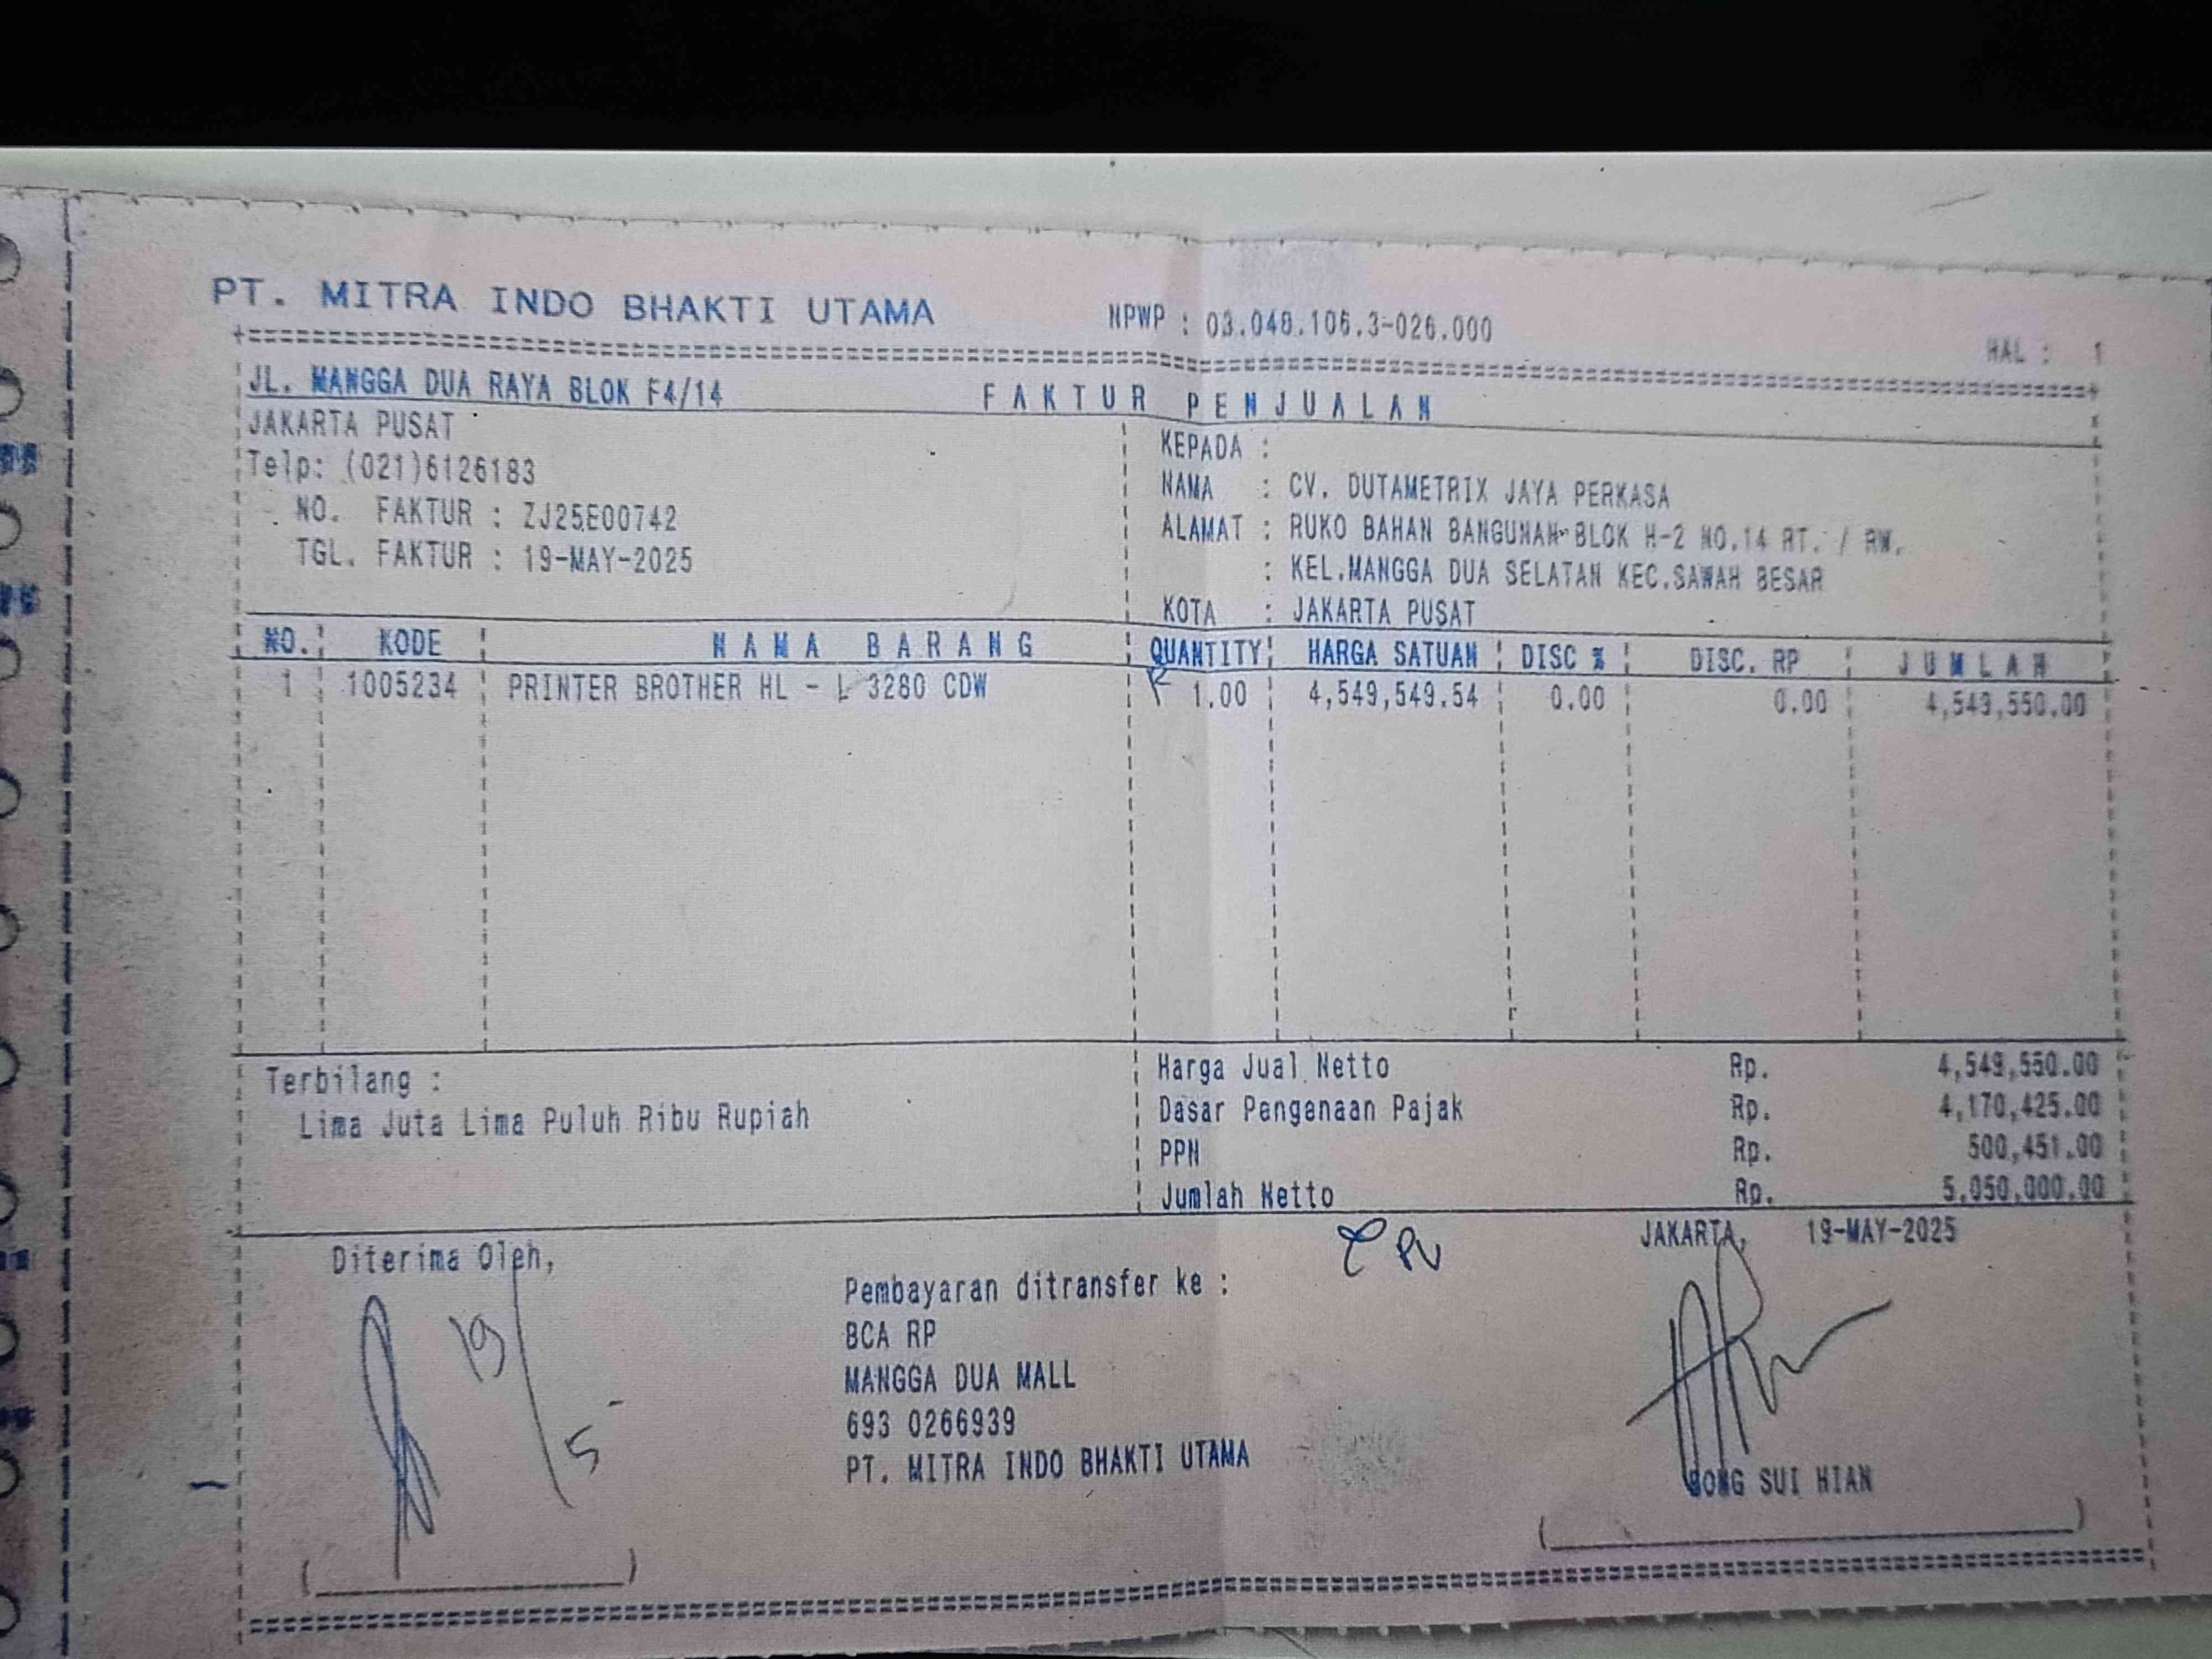 PT. MITRA INDO BHAKTI UTAMA NPWP : 03.048.106.3-026.000 HAL : 1
JL. MANGGA DUA RAYA BLOK F4/14 FAKTUR PENJUALAN
JAKARTA PUSAT
Telp: (021)6126183
NO. FAKTUR : ZJ25E00742
TGL. FAKTUR : 19-MAY-2025
KEPADA :
NAMA : CV. DUTAMETRIX JAYA PERKASA
ALAMAT : RUKO BAHAN BANGUNAN BLOK H-2 NO.14 RT. / RW.
: KEL.MANGGA DUA SELATAN KEC.SAWAH BESAR
KOTA : JAKARTA PUSAT
NO. KODE NAMA BARANG QUANTITY HARGA SATUAN DISC % DISC. RP JUMLAH
1 1005234 PRINTER BROTHER HL - L 3280 CDW 1.00 4,549,549.54 0.00 0.00 4,549,550.00
Terbilang :
Lima Juta Lima Puluh Ribu Rupiah
Harga Jual Netto Rp. 4,549,550.00
Dasar Pengenaan Pajak Rp. 4,170,425.00
PPN Rp. 500,451.00
Jumlah Netto Rp. 5,050,000.00
JAKARTA, 19-MAY-2025
Diterima Oleh,
19/5
Pembayaran ditransfer ke :
BCA RP
MANGGA DUA MALL
693 0266939
PT. MITRA INDO BHAKTI UTAMA
BONG SUI HIAN